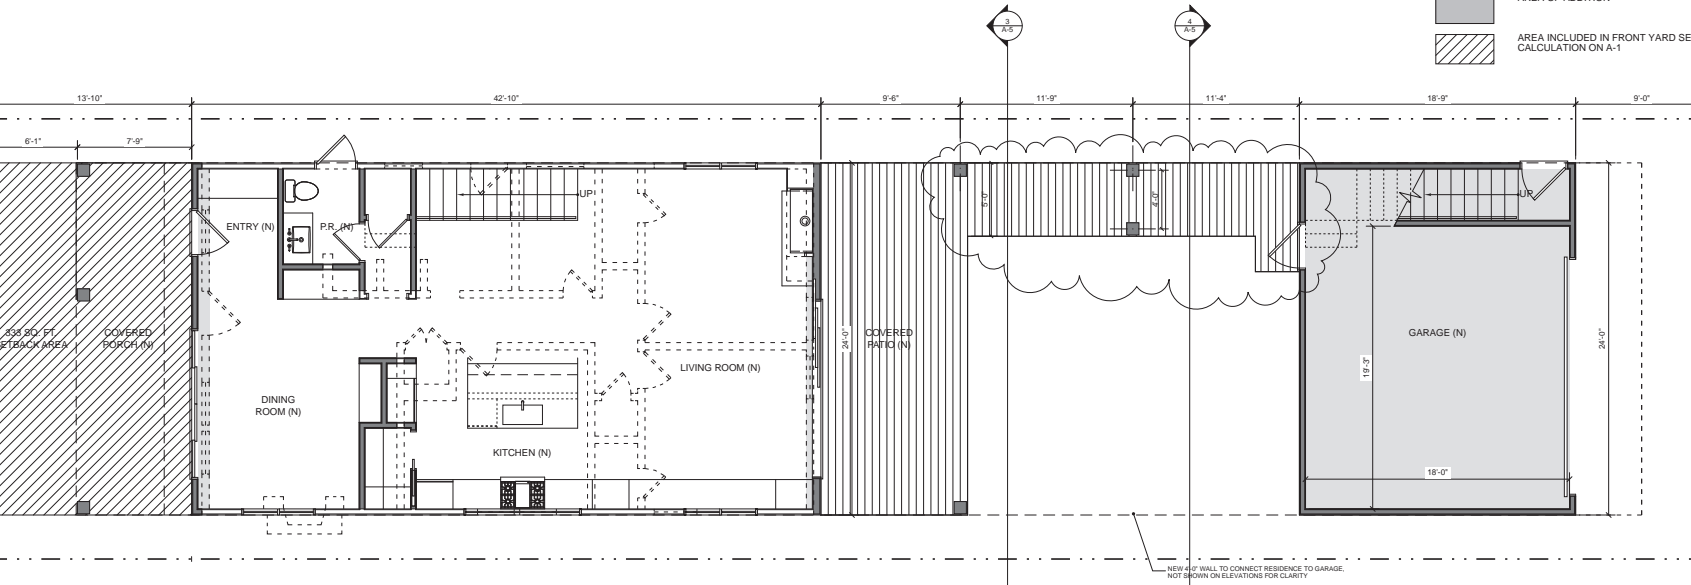 3
A-5
4
A-5
AREA INCLUDED IN FRONT YARD SE
CALCULATION ON A-1
13'-10"
42'-10"
9'-6"
11'-9"
11'-4"
18'-9"
9'-0"
6'-1"
7'-9"
UP
UP
ENTRY (N)
P.R. (N)
5'-0"
4'-0"
333 SQ. FT.
ETBACK AREA
COVERED
PORCH (N)
24'-0"
COVERED
PATIO (N)
GARAGE (N)
24'-0"
19'-3"
LIVING ROOM (N)
DINING
ROOM (N)
KITCHEN (N)
18'-0"
NEW 4'-0" WALL TO CONNECT RESIDENCE TO GARAGE,
NOT SHOWN ON ELEVATIONS FOR CLARITY